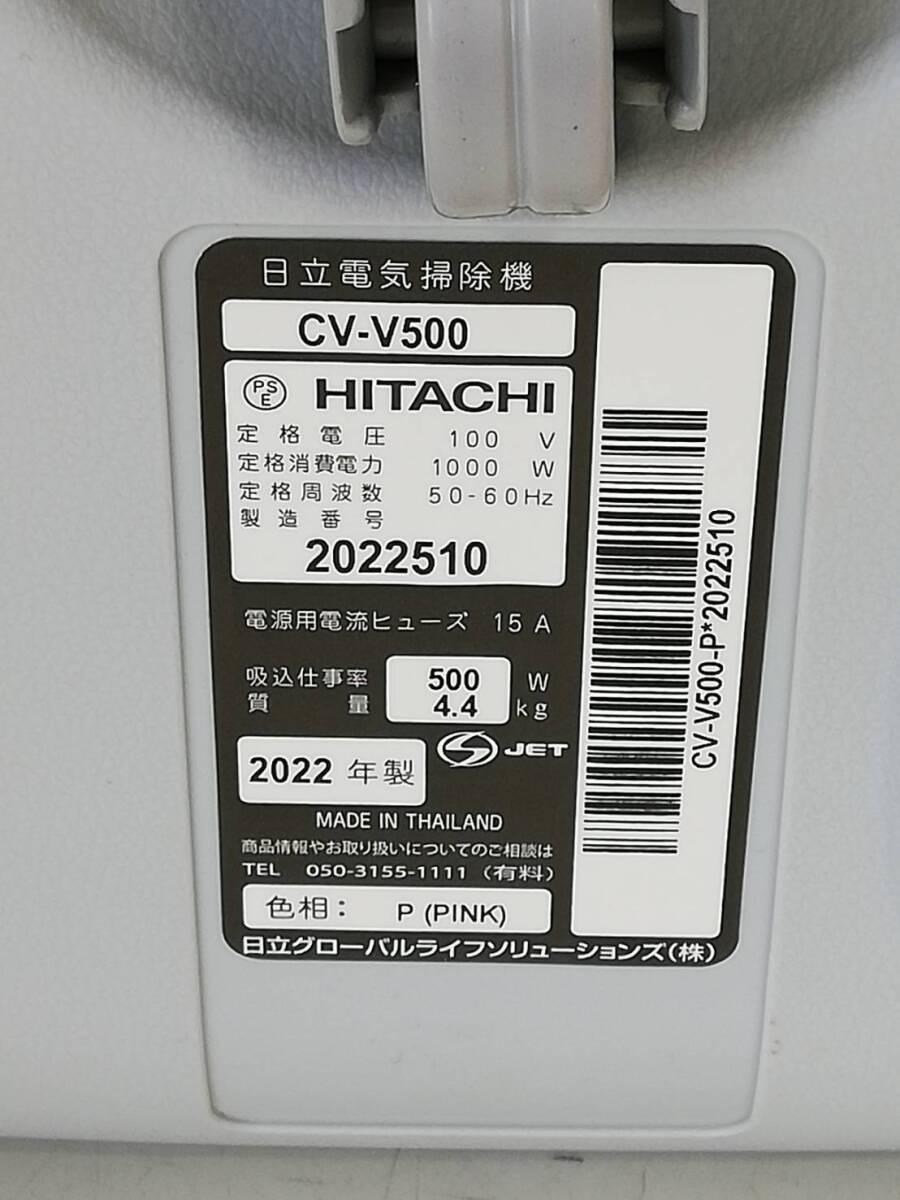 日立電気掃除機
CV-V500
PS E HITACHI
定格電圧 100 V
定格消費電力 1000 W
定格周波数 50-60Hz
製造番号
2022510
電源用電流ヒューズ 15 A
吸込仕事率 500 W
質量 4.4 kg
S JET
2022 年製
MADE IN THAILAND
商品情報やお取り扱いについてのご相談は
TEL 050-3155-1111 (有料)
色相: P (PINK)
日立グローバルライフソリューションズ(株)
CV-V500-P*2022510